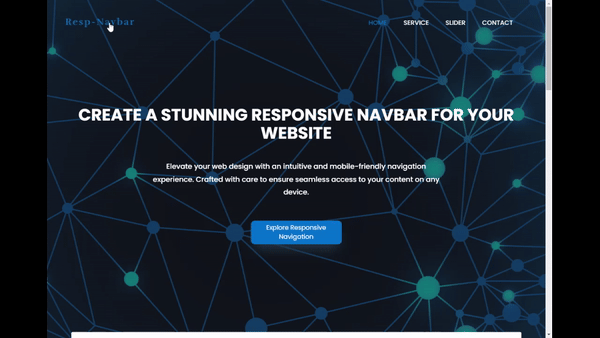 Resp-Navbar
HOME SERVICE SLIDER CONTACT
CREATE A STUNNING RESPONSIVE NAVBAR FOR YOUR
WEBSITE
Elevate your web design with an intuitive and mobile-friendly navigation
experience. Crafted with care to ensure seamless access to your content on any
device.
Explore Responsive
Navigation